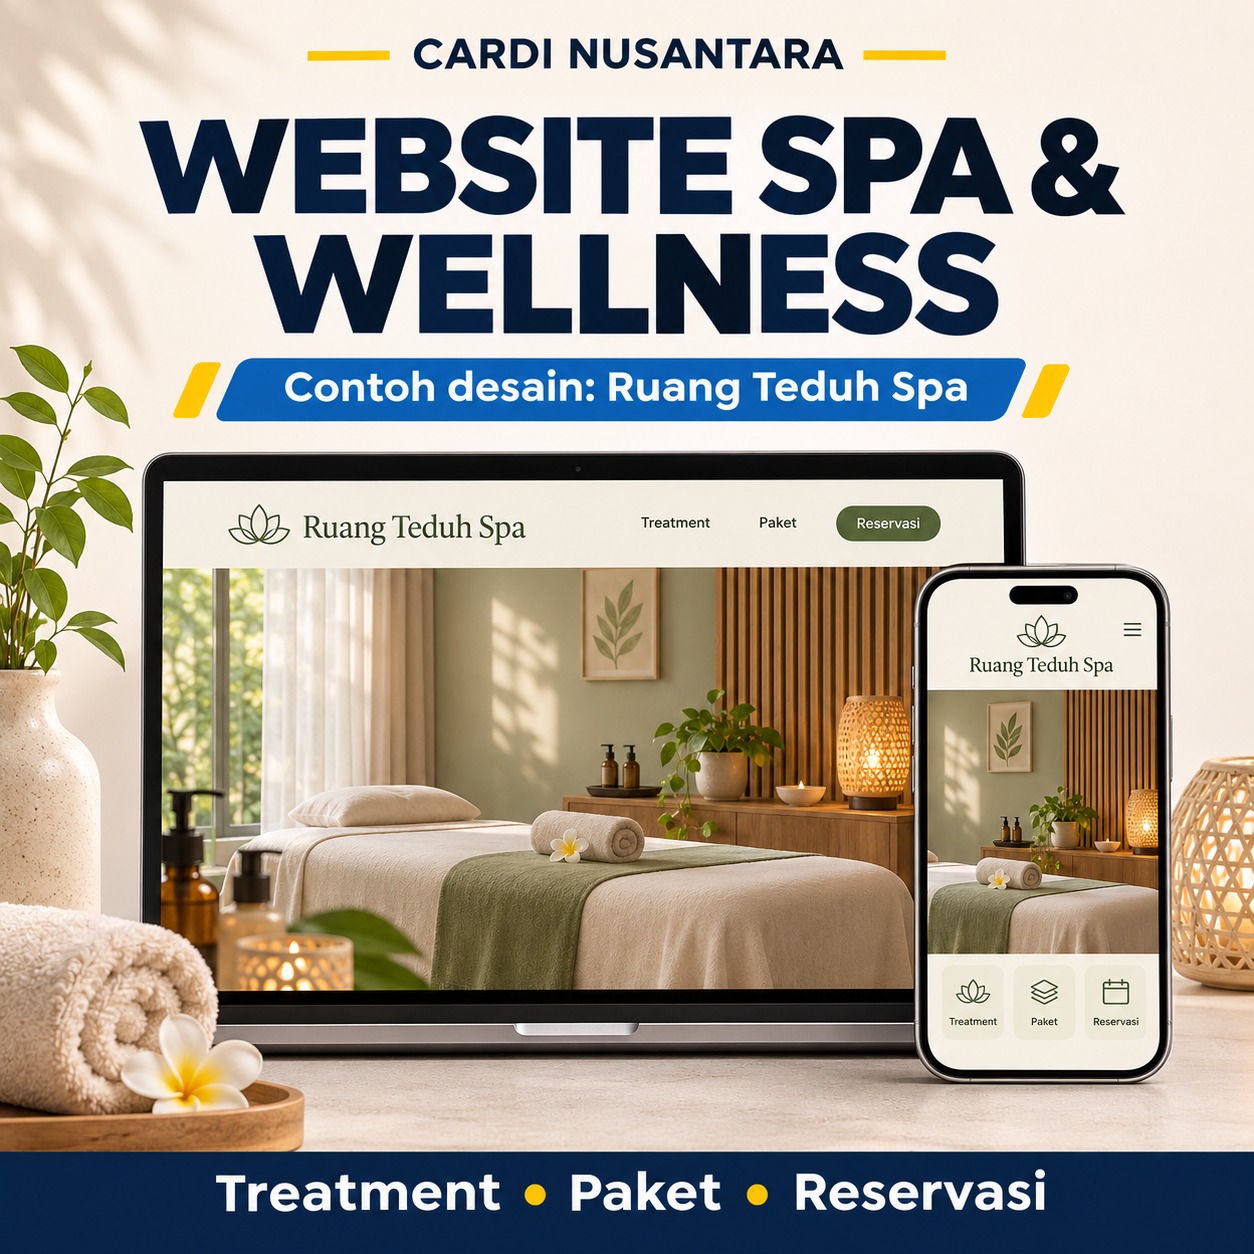 CARDI NUSANTARA
WEBSITE SPA &
WELLNESS
Contoh desain: Ruang Teduh Spa
Ruang Teduh Spa
Treatment
Paket
Reservasi
Ruang Teduh Spa
Treatment
Paket
Reservasi
Treatment • Paket • Reservasi